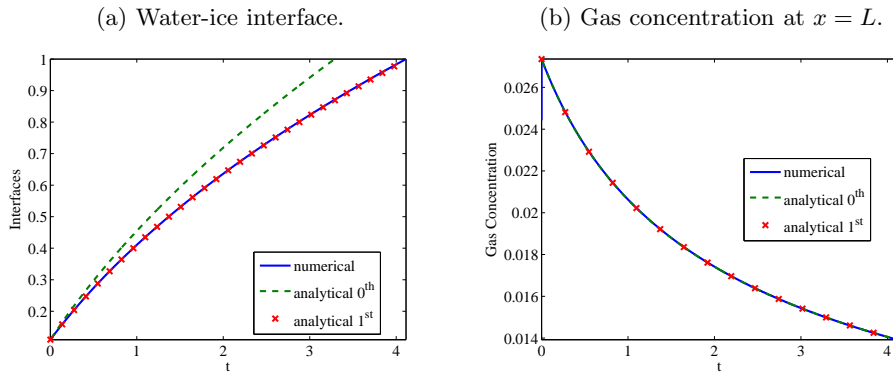 (a) Water-ice interface.
1
0.9
0.8
0.7
0.6
0.5
0.4
0.3
0.2
Interfaces
0
1
2
3
4
t
numerical
analytical 0th
analytical 1st
(b) Gas concentration at x = L.
0.026
0.024
0.022
0.02
0.018
0.016
0.014
Gas Concentration
0
1
2
3
4
t
numerical
analytical 0th
analytical 1st